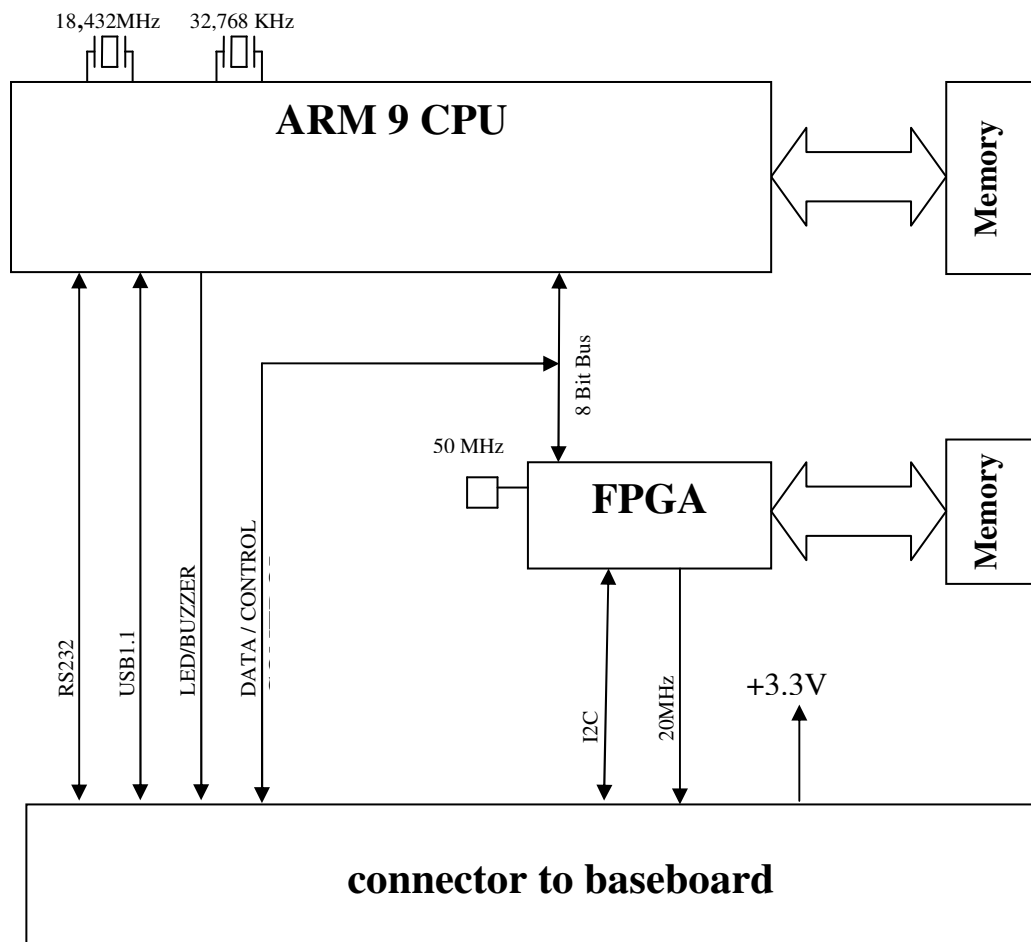 18,432MHz
32,768 KHz
ARM 9 CPU
Memory
8 Bit Bus
50 MHz
FPGA
Memory
RS232
USB1.1
LED/BUZZER
DATA / CONTROL
I2C
20MHz
+3.3V
connector to baseboard